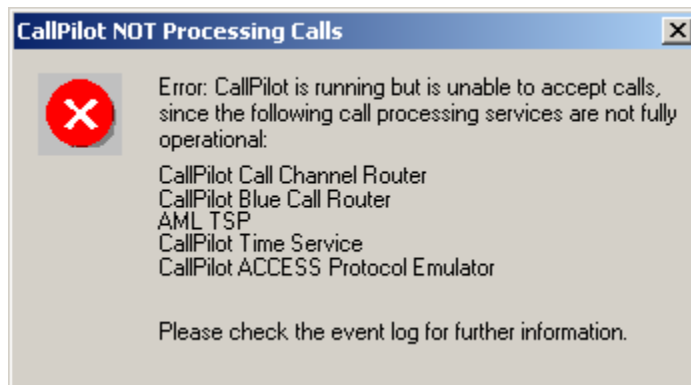 CallPilot NOT Processing Calls
Error: CallPilot is running but is unable to accept calls,
since the following call processing services are not fully
operational:
CallPilot Call Channel Router
CallPilot Blue Call Router
AML TSP
CallPilot Time Service
CallPilot ACCESS Protocol Emulator
Please check the event log for further information.